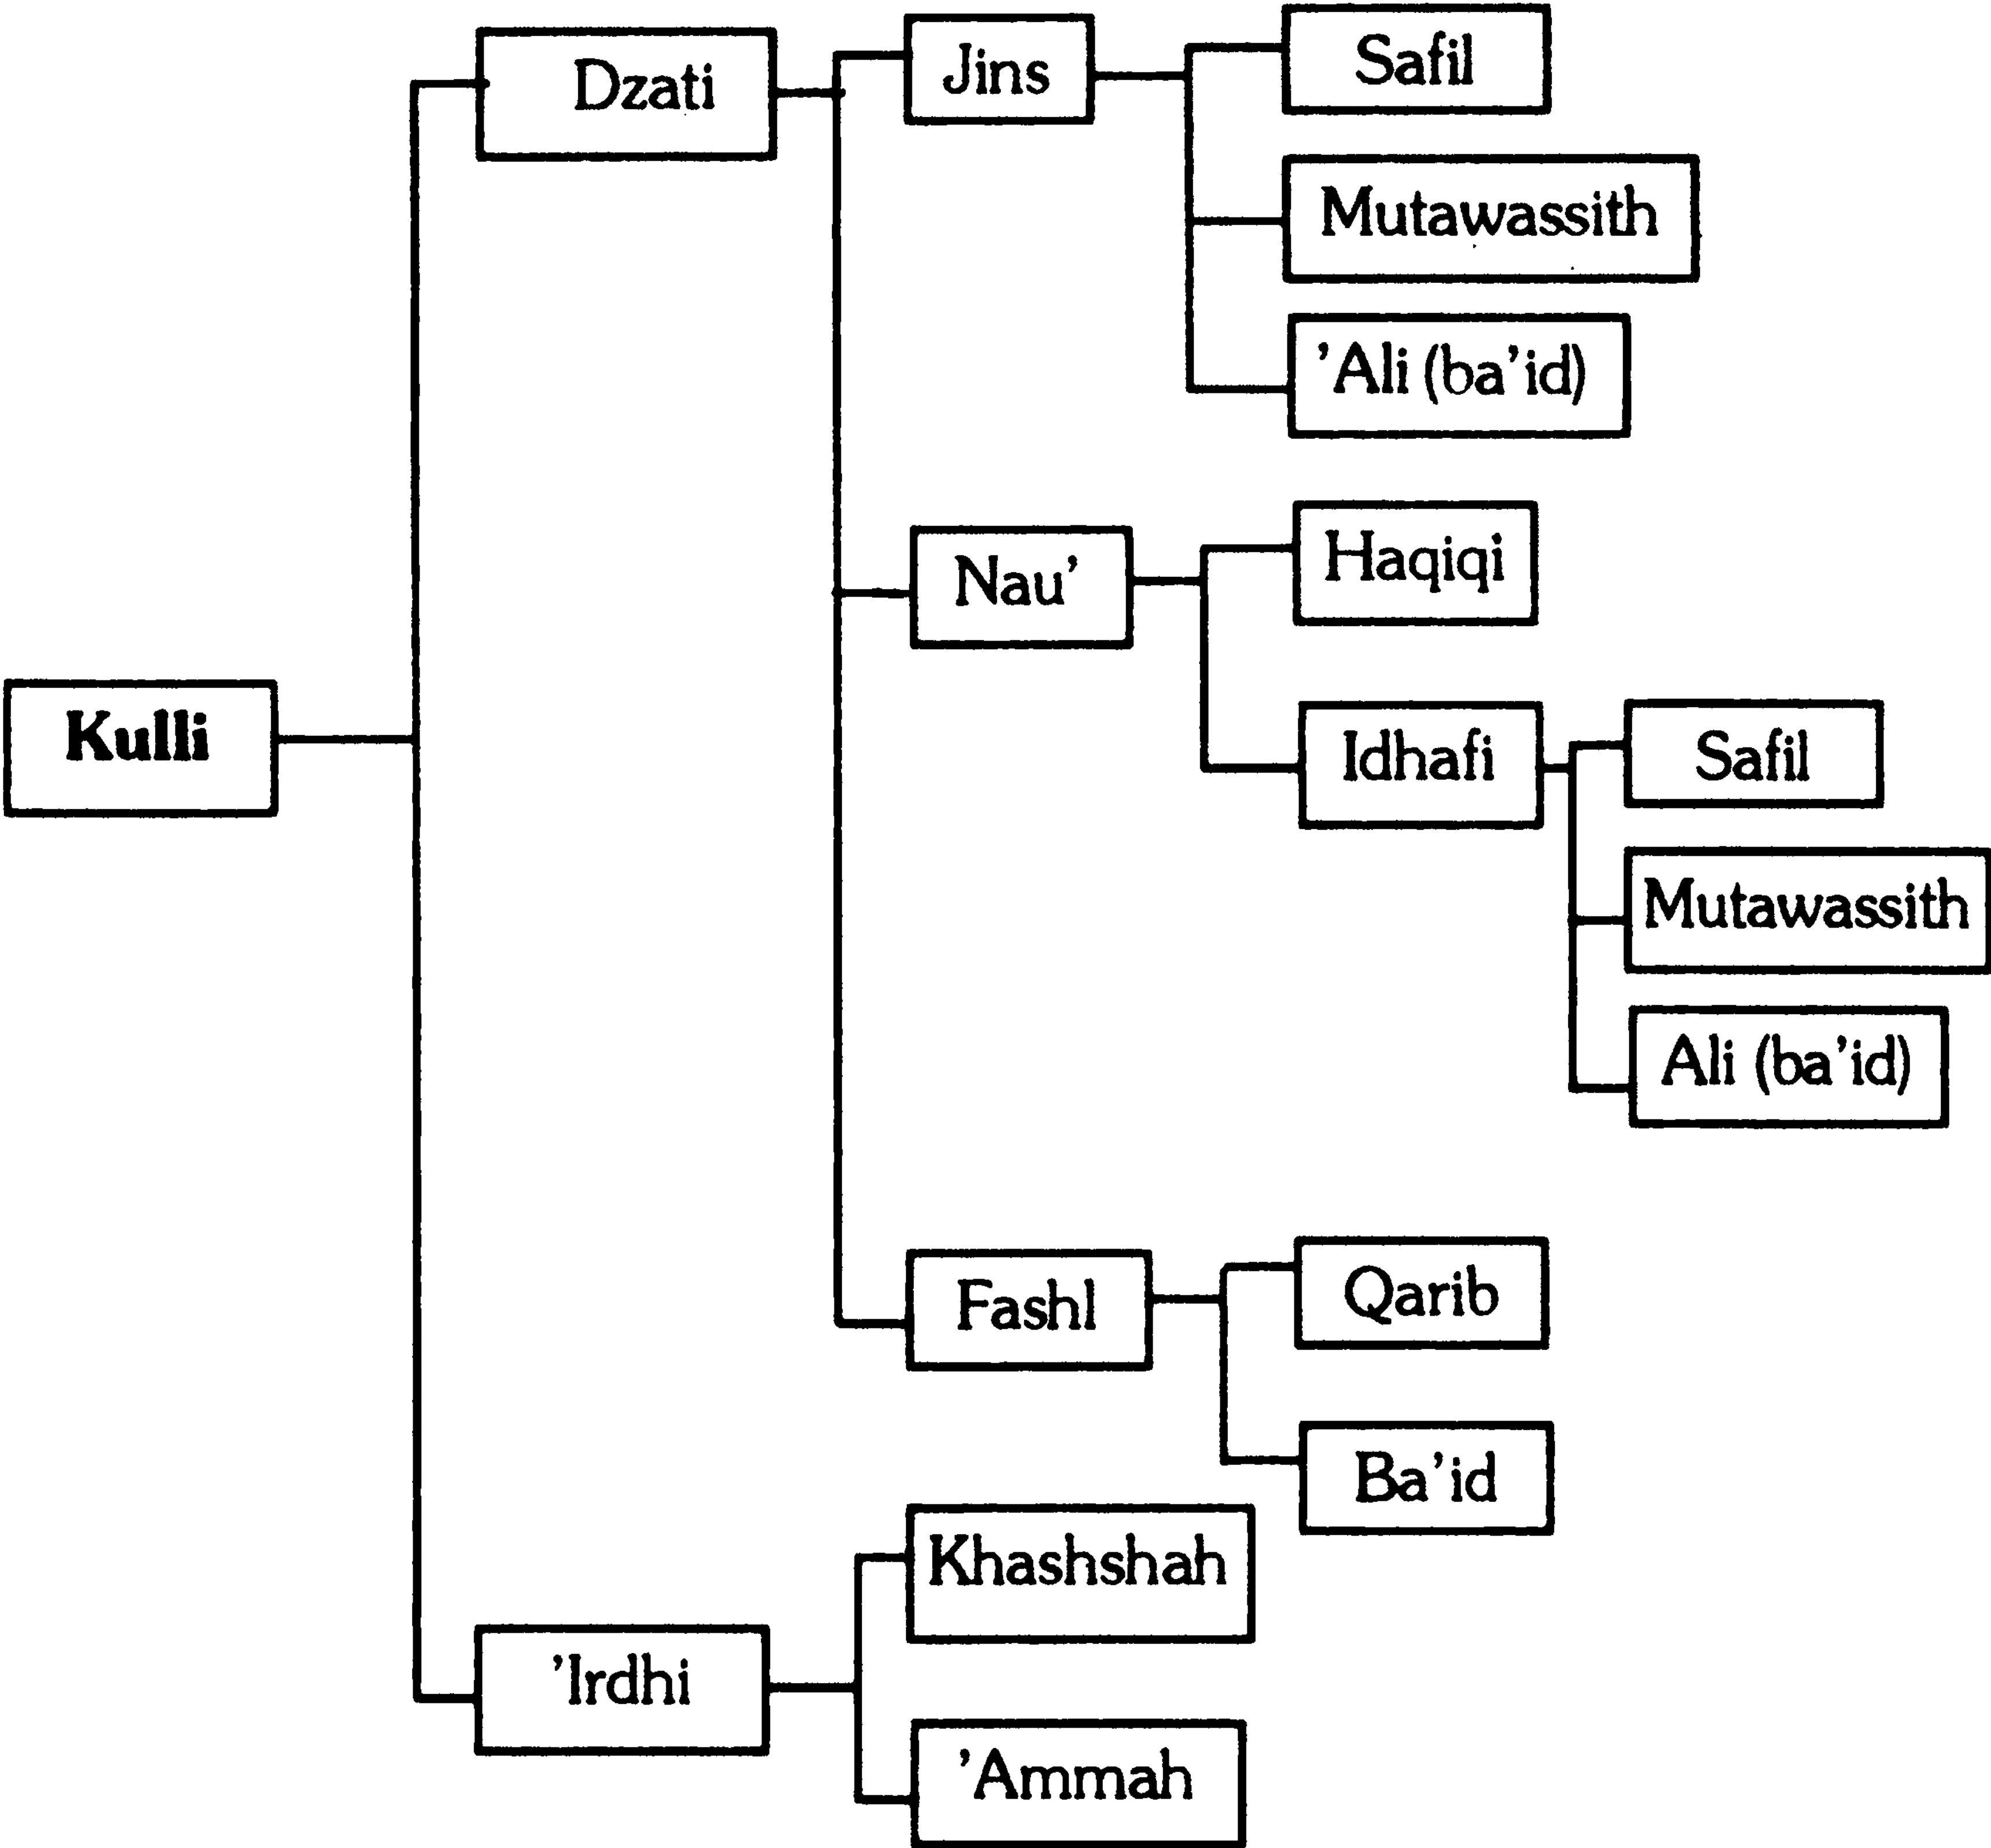 Kulli
Dzati
Jins
Safil
Mutawassith
’Ali (ba’id)
Nau’
Haqiqi
Idhafi
Safil
Mutawassith
Ali (ba’id)
Fashl
Qarib
Ba’id
’Irdhi
Khashshah
’Ammah